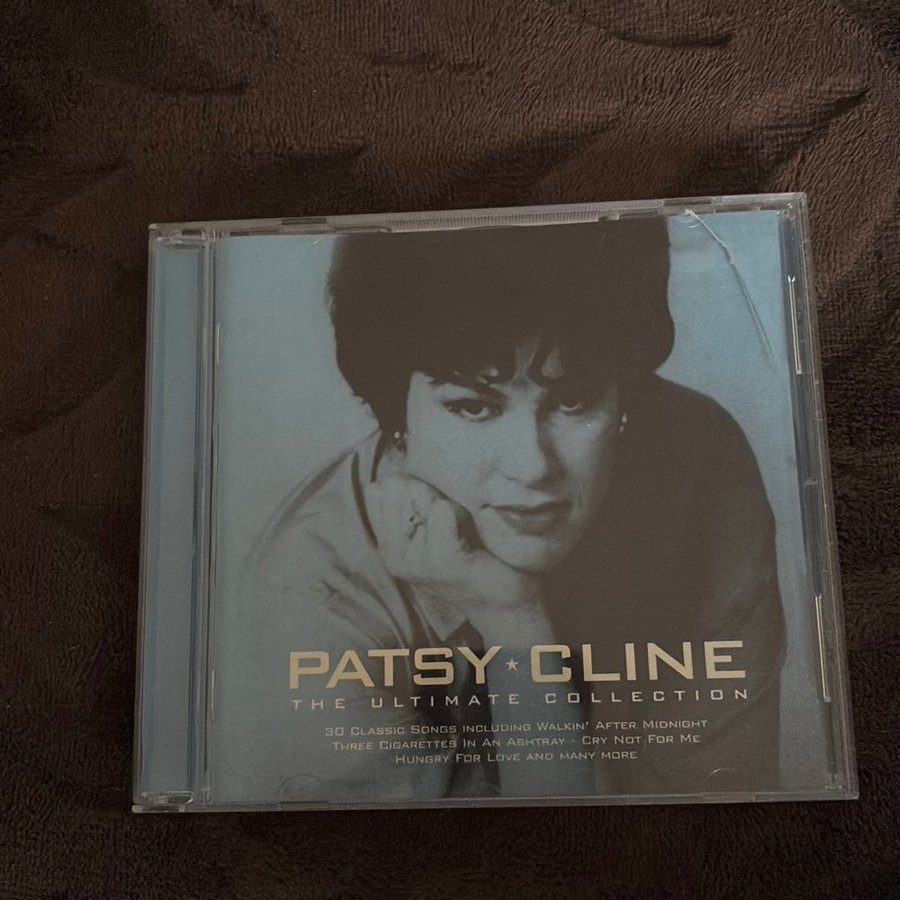 PATSY ★ CLINE
THE ULTIMATE COLLECTION
30 CLASSIC SONGS INCLUDING WALKIN' AFTER MIDNIGHT
THREE CIGARETTES IN AN ASHTRAY - CRY NOT FOR ME
HUNGRY FOR LOVE AND MANY MORE